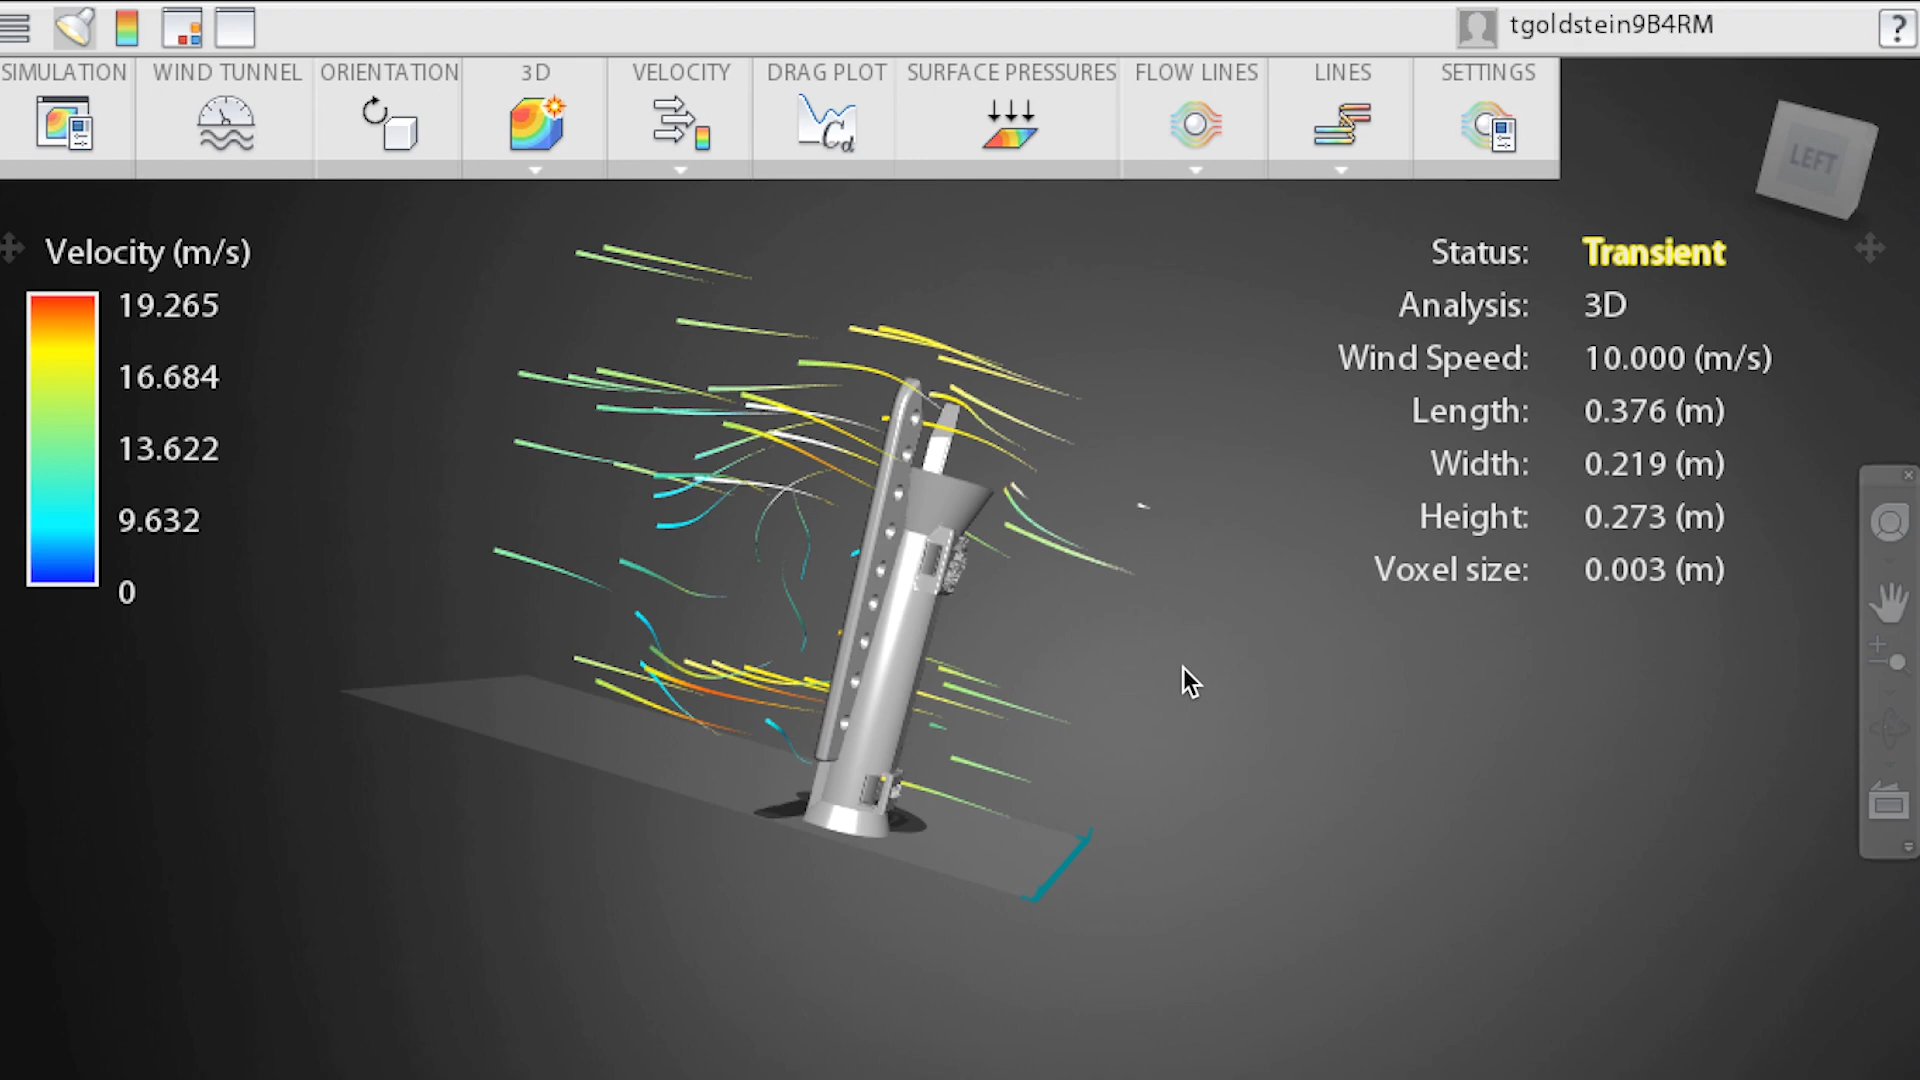 tgoldstein9B4RM
?
SIMULATION WIND TUNNEL ORIENTATION 3D VELOCITY DRAG PLOT SURFACE PRESSURES FLOW LINES LINES SETTINGS
Cd
LEFT
Velocity (m/s)
19.265
16.684
13.622
9.632
0
Status: Transient
Analysis: 3D
Wind Speed: 10.000 (m/s)
Length: 0.376 (m)
Width: 0.219 (m)
Height: 0.273 (m)
Voxel size: 0.003 (m)